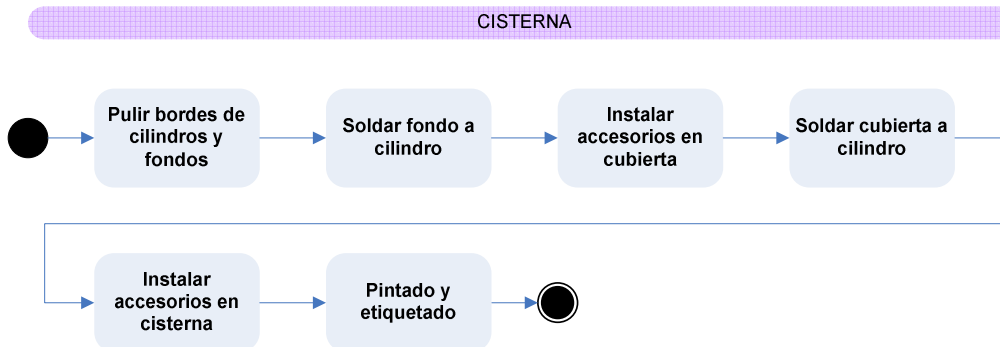 CISTERNA
Pulir bordes de
cilindros y
fondos
Soldar fondo a
cilindro
Instalar
accesorios en
cubierta
Soldar cubierta a
cilindro
Instalar
accesorios en
cisterna
Pintado y
etiquetado